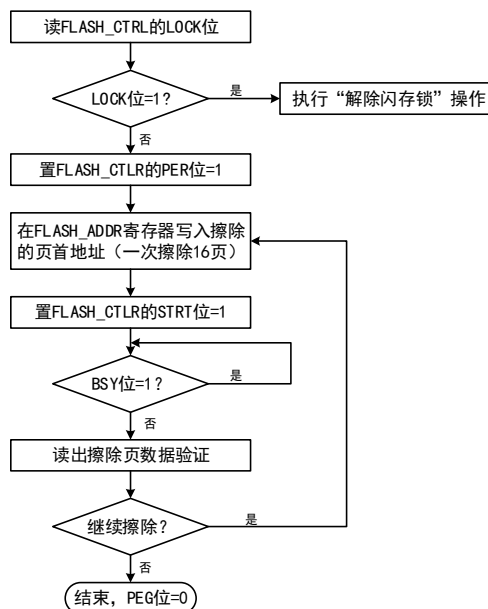 读FLASH_CTRL的LOCK位
LOCK位=1?
是
执行“解除闪存锁”操作
否
置FLASH_CTLR的PER位=1
在FLASH_ADDR寄存器写入擦除
的页首地址（一次擦除16页）
置FLASH_CTLR的STRT位=1
BSY位=1?
是
否
读出擦除页数据验证
继续擦除?
是
否
结束，PEG位=0